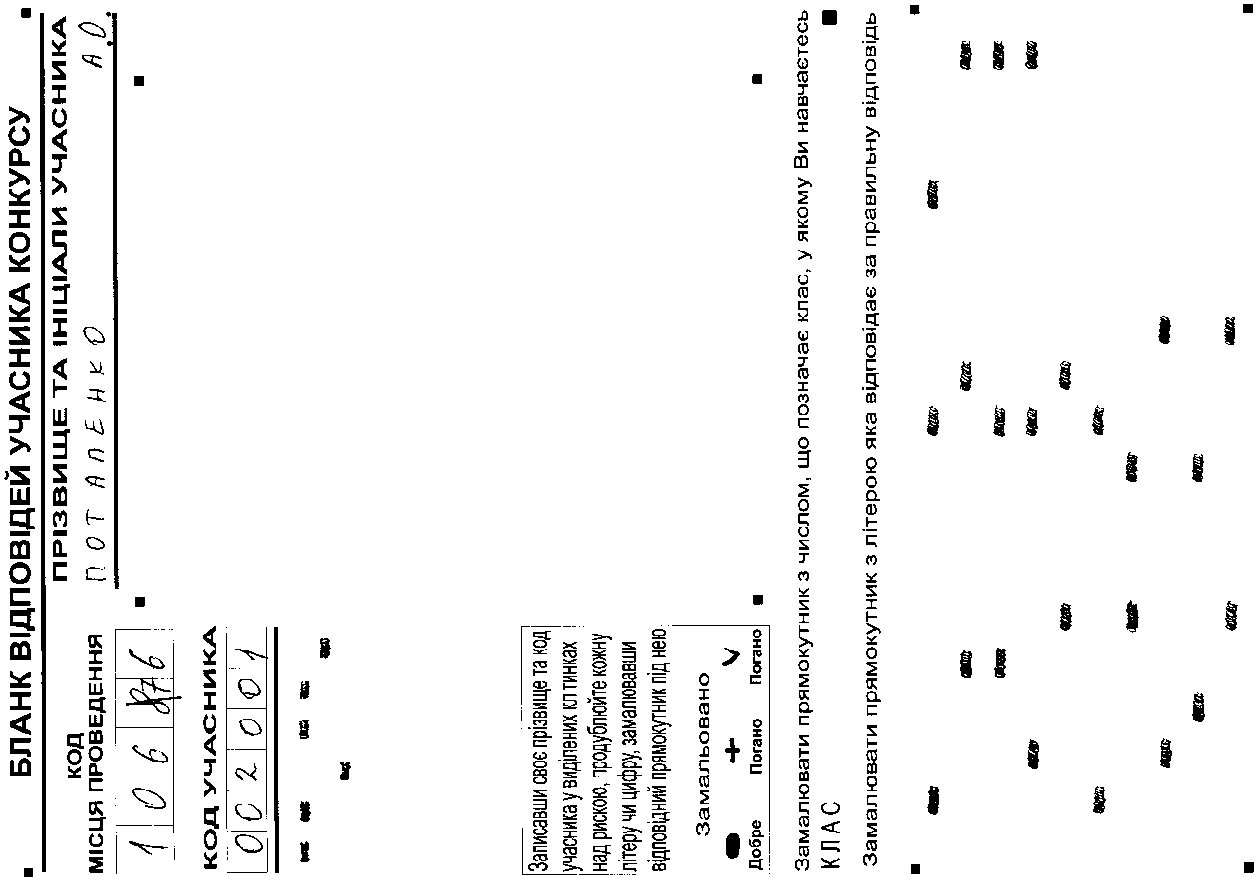 БЛАНК ВІДПОВІДЕЙ УЧАСНИКА КОНКУРСУ
ПРІЗВИЩЕ ТА ІНІЦІАЛИ УЧАСНИКА
ПОТАПЕНКО А.О.
КОД
МІСЦЯ ПРОВЕДЕННЯ
1 0 6 6
КОД УЧАСНИКА
0 0 2 0 0 1
Записавши своє прізвище та код
учасника у виділених клітинках
над рискою, продублюйте кожну
літеру чи цифру, замалювавши
відповідний прямокутник під нею
Замальовано
Добре Погано Погано
Замалювати прямокутник з числом, що позначає клас, у якому Ви навчаєтесь
КЛАС
Замалювати прямокутник з літерою яка відповідає за правильну відповідь